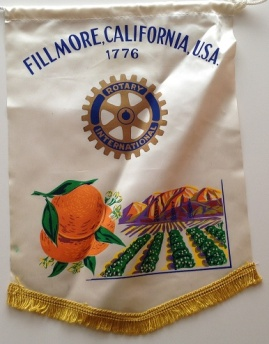 FILLMORE, CALIFORNIA, U.S.A.
1776
ROTARY
INTERNATIONAL